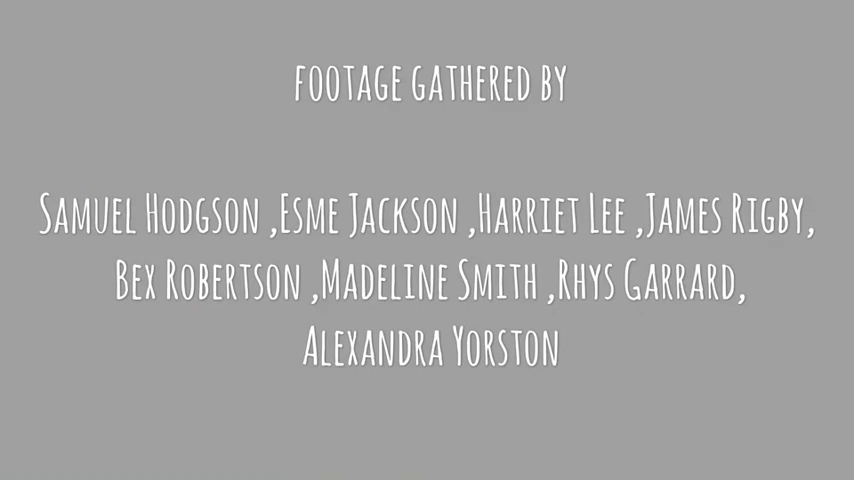 FOOTAGE GATHERED BY
SAMUEL HODGSON ,ESME JACKSON ,HARRIET LEE ,JAMES RIGBY,
BEX ROBERTSON ,MADELINE SMITH ,RHYS GARRARD,
ALEXANDRA YORSTON